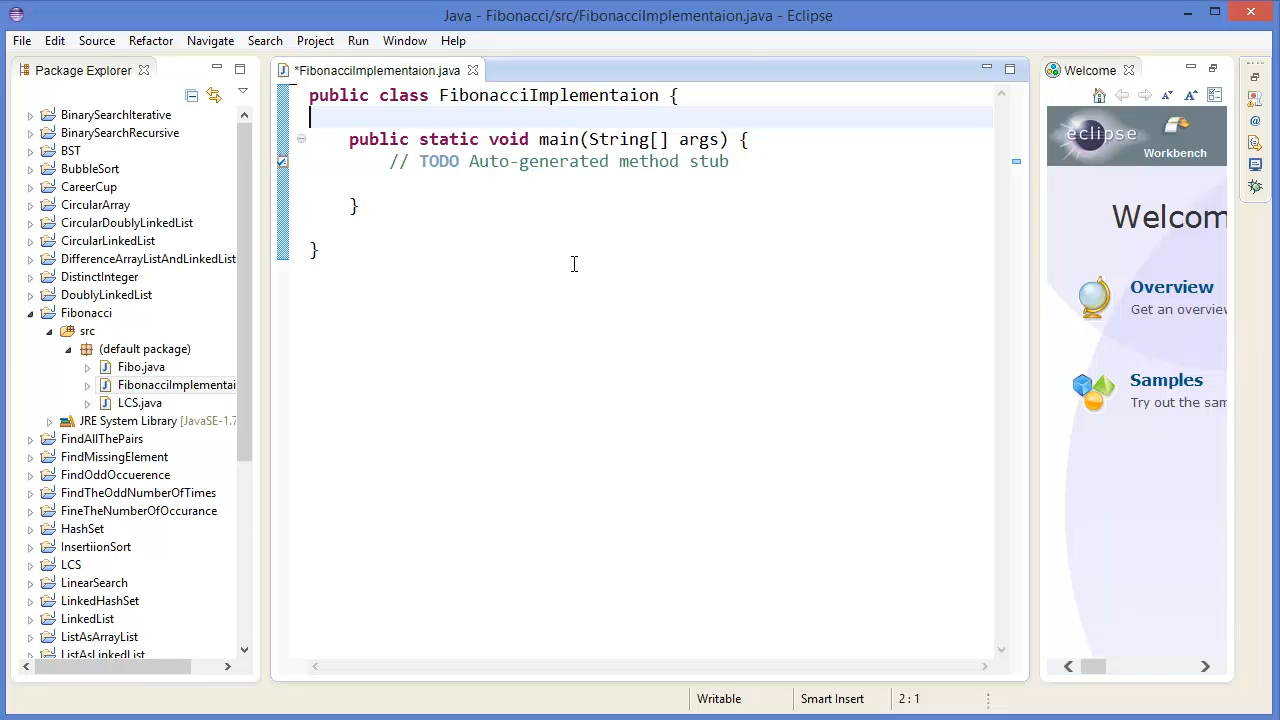 Java - Fibonacci/src/FibonacciImplementaion.java - Eclipse
File Edit Source Refactor Navigate Search Project Run Window Help
Package Explorer
BinarySearchIterative
BinarySearchRecursive
BST
BubbleSort
CareerCup
CircularArray
CircularDoublyLinkedList
CircularLinkedList
DifferenceArrayListAndLinkedList
DistinctInteger
DoublyLinkedList
Fibonacci
src
(default package)
Fibo.java
FibonacciImplementai
LCS.java
JRE System Library [JavaSE-1.7
FindAllThePairs
FindMissingElement
FindOddOccuerence
FindTheOddNumberOfTimes
FineTheNumberOfOccurance
HashSet
InsertiionSort
LCS
LinearSearch
LinkedHashSet
LinkedList
ListAsArrayList
ListAsLinkedList
*FibonacciImplementaion.java
public class FibonacciImplementaion {
public static void main(String[] args) {
// TODO Auto-generated method stub
}
}
Welcome
eclipse
Workbench
Welcom
Overview
Get an overview
Samples
Try out the sam
Writable Smart Insert 2 : 1